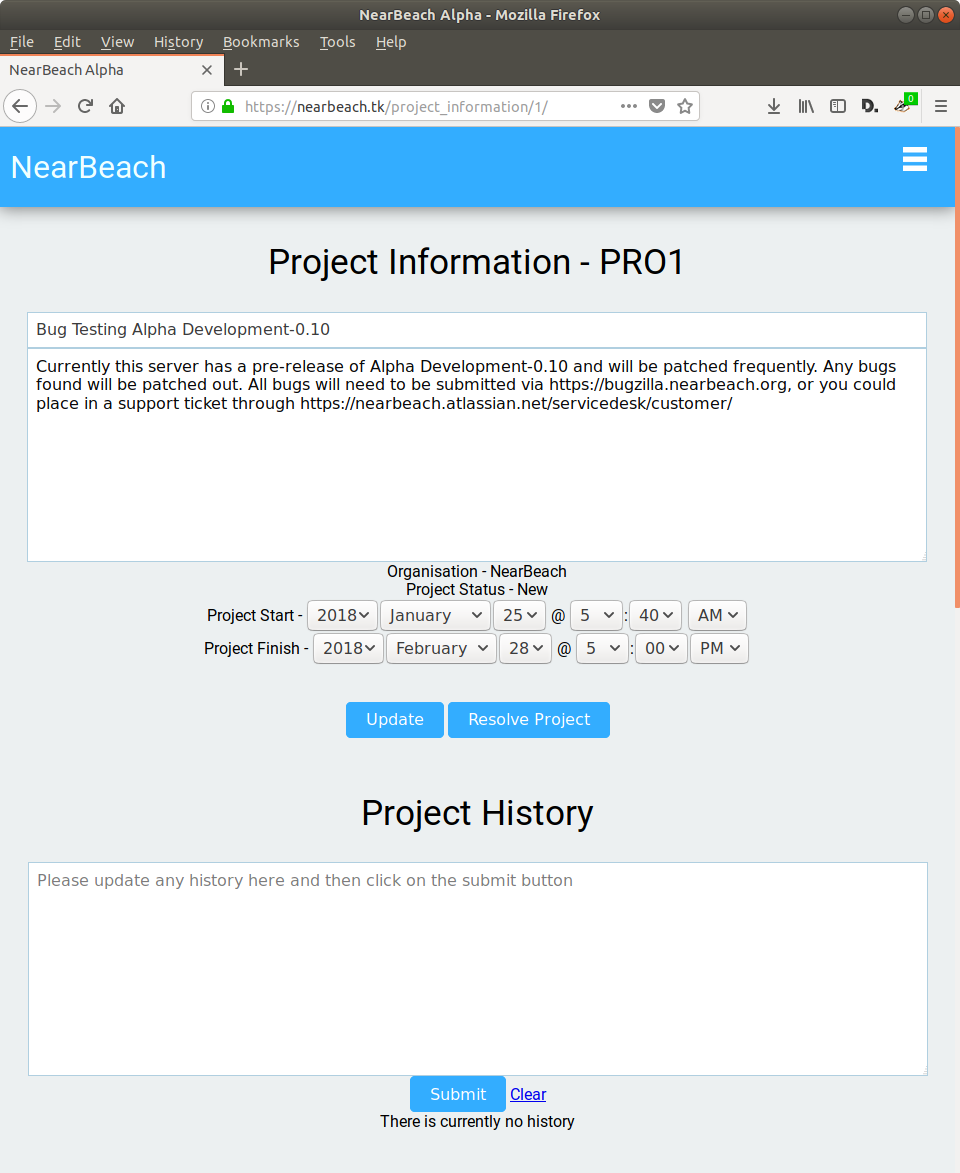 NearBeach Alpha - Mozilla Firefox
File Edit View History Bookmarks Tools Help
NearBeach Alpha
https://nearbeach.tk/project_information/1/
D. 0
NearBeach
Project Information - PRO1
Bug Testing Alpha Development-0.10
Currently this server has a pre-release of Alpha Development-0.10 and will be patched frequently. Any bugs
found will be patched out. All bugs will need to be submitted via https://bugzilla.nearbeach.org, or you could
place in a support ticket through https://nearbeach.atlassian.net/servicedesk/customer/
Organisation - NearBeach
Project Status - New
Project Start - 2018 January 25 @ 5 : 40 AM
Project Finish - 2018 February 28 @ 5 : 00 PM
Update Resolve Project
Project History
Please update any history here and then click on the submit button
Submit Clear
There is currently no history